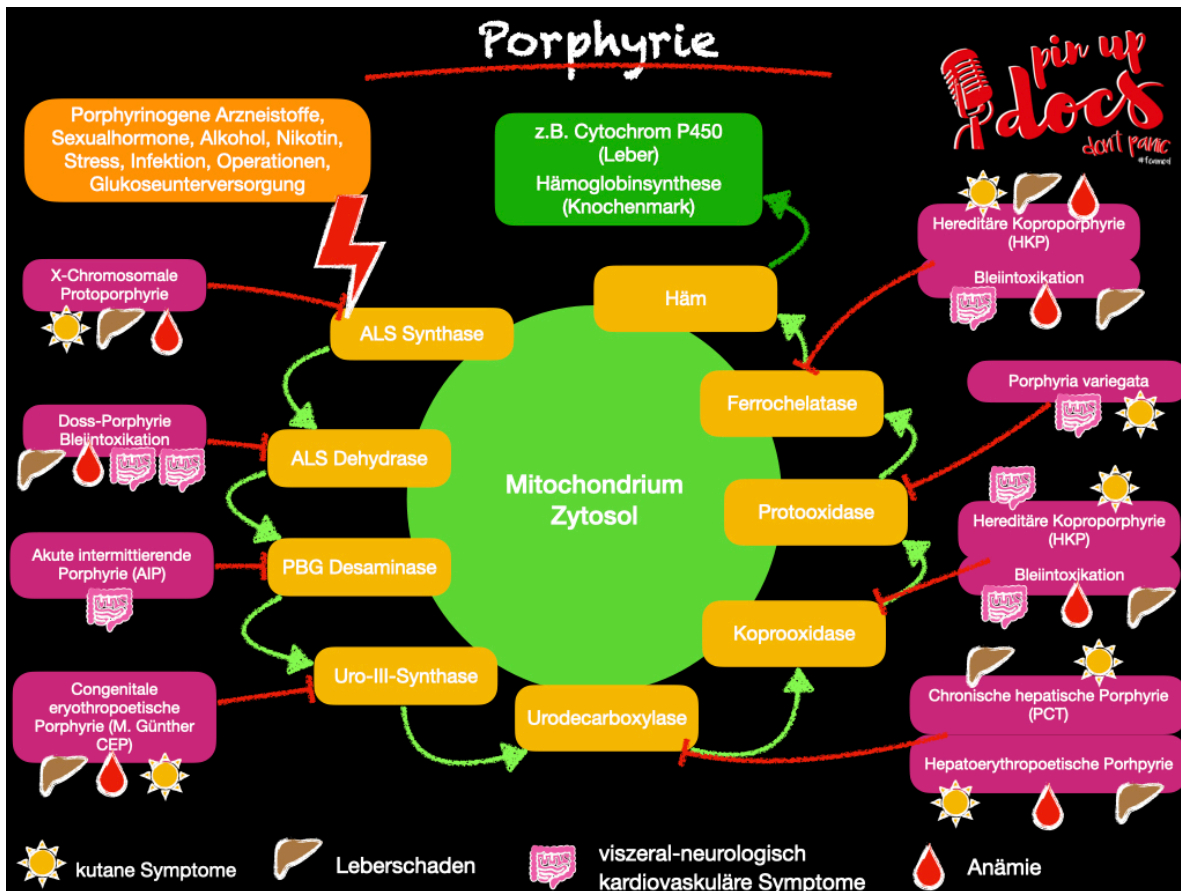 Porphyrie
pin up
docs
don't panic
Porphyrinogene Arzneistoffe,
Sexualhormone, Alkohol, Nikotin,
Stress, Infektion, Operationen,
Glukoseunterversorgung
z.B. Cytochrom P450
(Leber)
Hämoglobinsynthese
(Knochenmark)
X-Chromosomale
Protoporphyrie
Doss-Porphyrie
Bleiintoxikation
Akute intermittierende
Porphyrie (AIP)
Congenitale
eryothropoetische
Porphyrie (M. Günther
CEP)
ALS Synthase
ALS Dehydrase
PBG Desaminase
Uro-III-Synthase
Urodecarboxylase
Koprooxidase
Protooxidase
Ferrochelatase
Häm
Mitochondrium
Zytosol
Hereditäre Koproporphyrie
(HKP)
Bleiintoxikation
Porphyria variegata
Hereditäre Koproporphyrie
(HKP)
Bleiintoxikation
Chronische hepatische Porphyrie
(PCT)
Hepatoerythropoetische Porhpyrie
kutane Symptome
Leberschaden
viszeral-neurologisch
kardiovaskuläre Symptome
Anämie